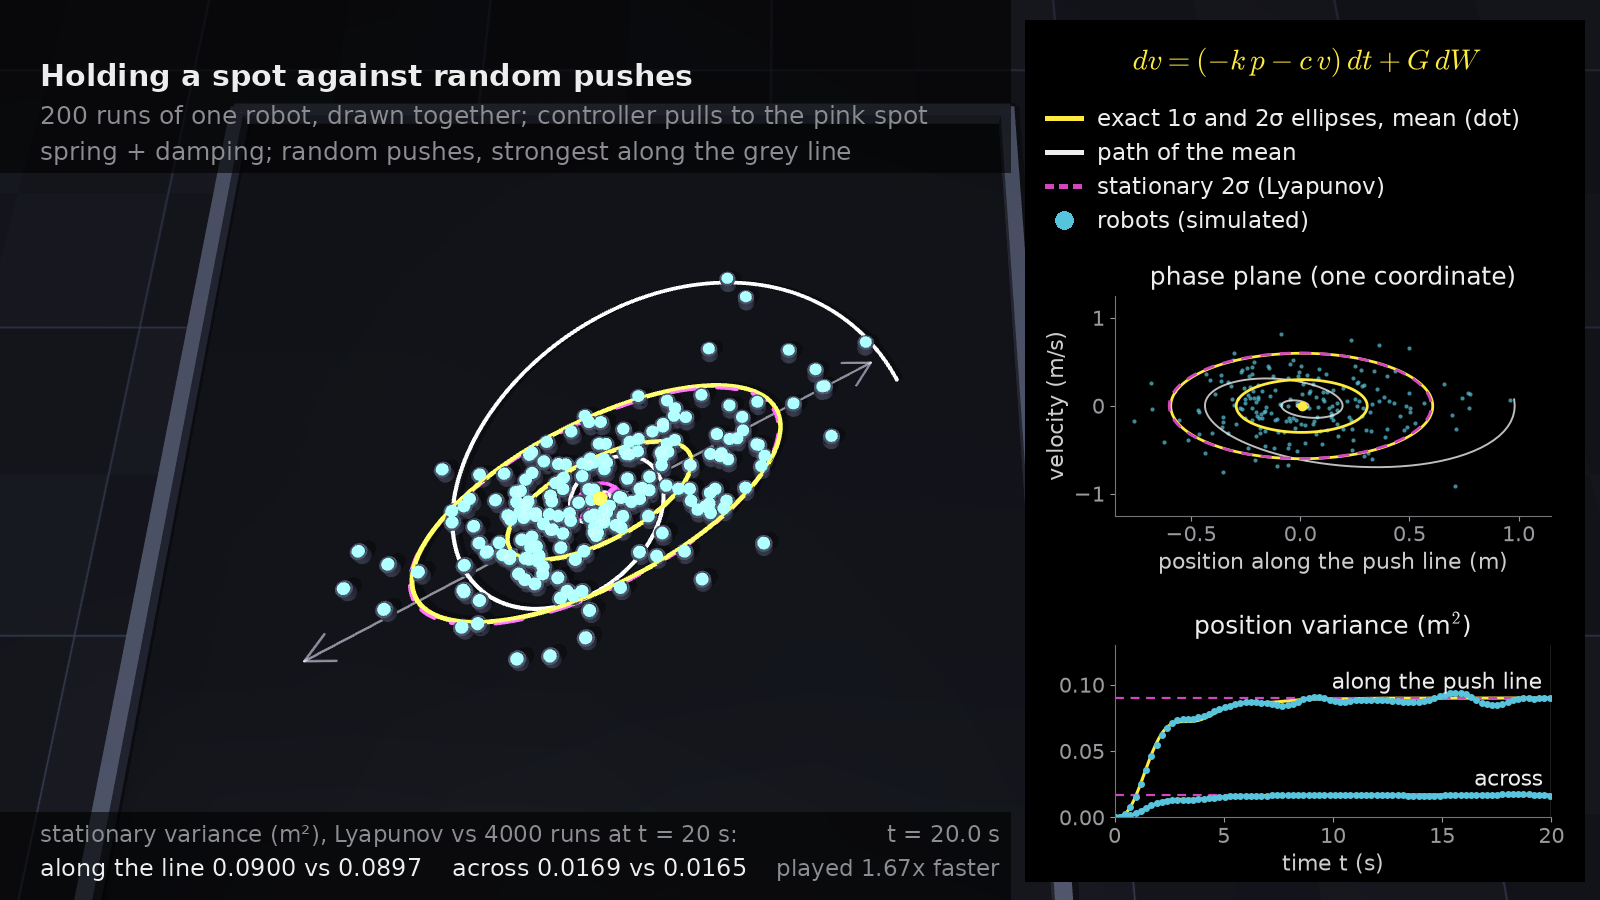 Holding a spot against random pushes
200 runs of one robot, drawn together; controller pulls to the pink spot
spring + damping; random pushes, strongest along the grey line
dv = (−k p − c v) dt + G dW
exact 1σ and 2σ ellipses, mean (dot)
path of the mean
stationary 2σ (Lyapunov)
robots (simulated)
phase plane (one coordinate)
velocity (m/s)
1
0
−1
−0.5 0.0 0.5 1.0
position along the push line (m)
position variance (m²)
0.10
0.05
0.00
along the push line
across
0 5 10 15 20
time t (s)
stationary variance (m²), Lyapunov vs 4000 runs at t = 20 s: t = 20.0 s
along the line 0.0900 vs 0.0897 across 0.0169 vs 0.0165 played 1.67x faster